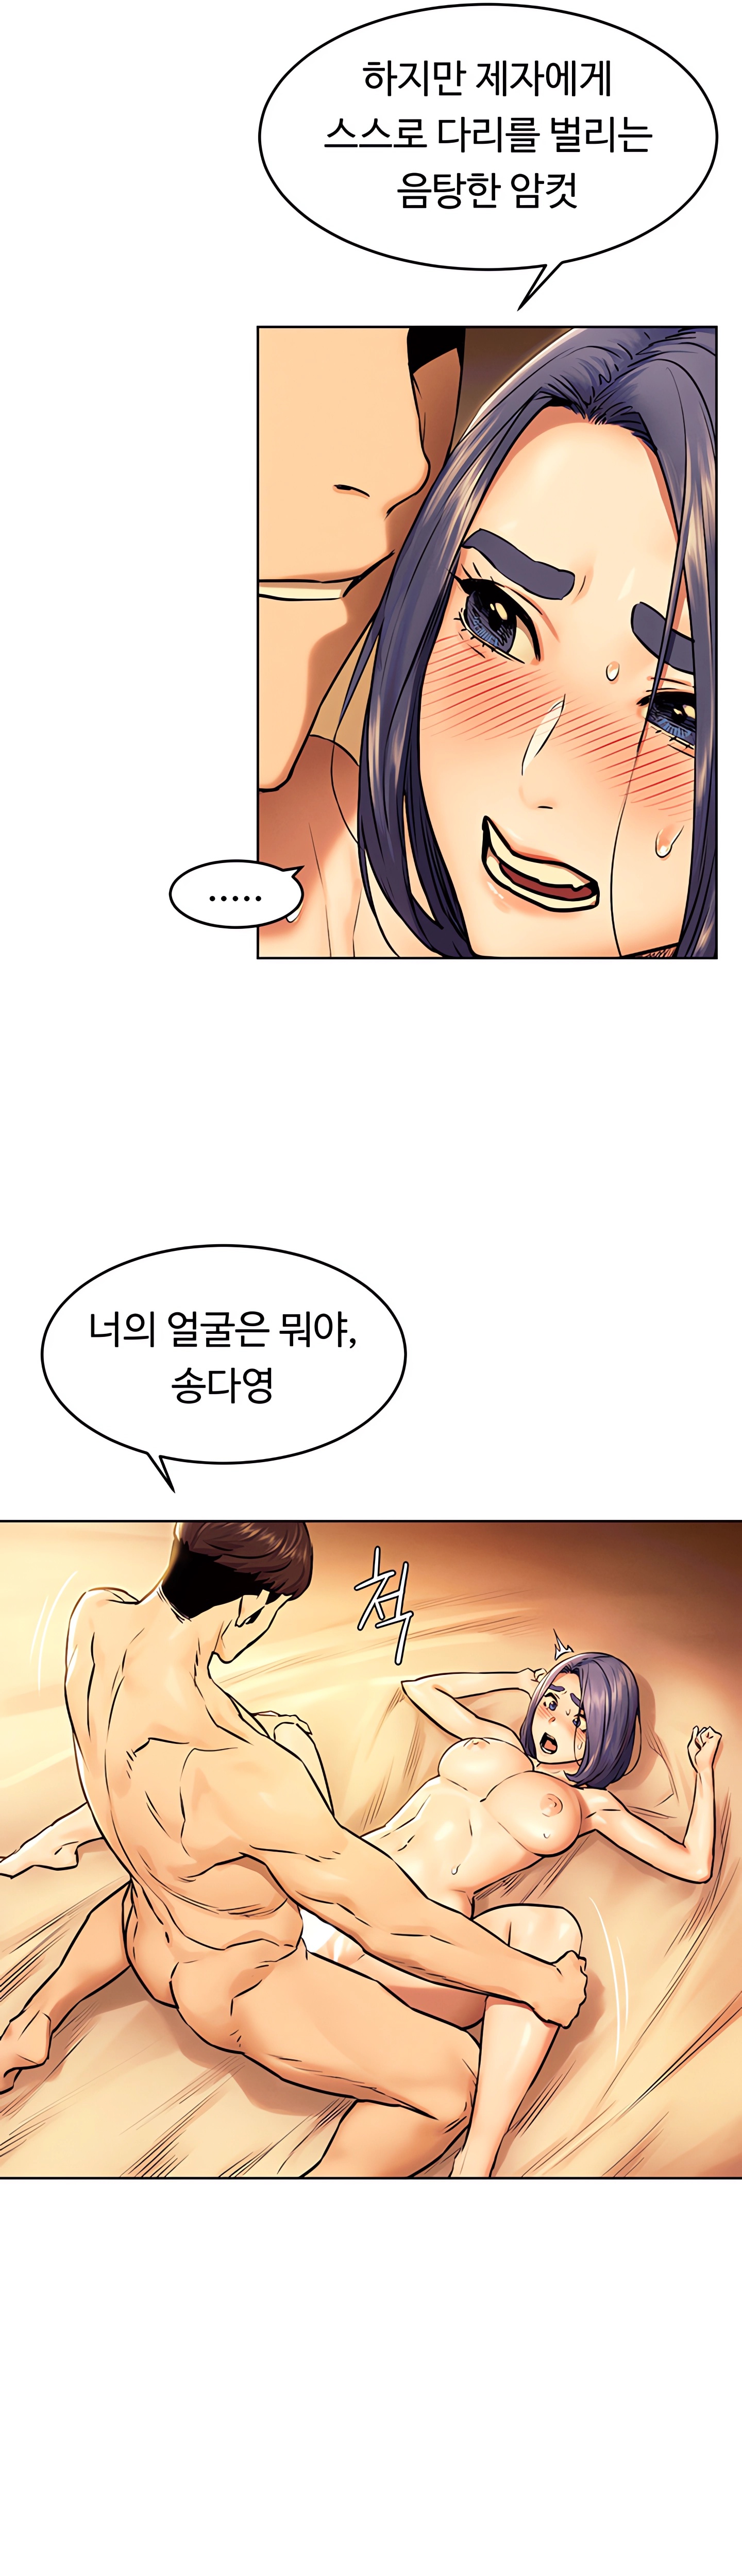 하지만 제자에게
스스로 다리를 벌리는
음탕한 암컷
.....
너의 얼굴은 뭐야,
송다영
척